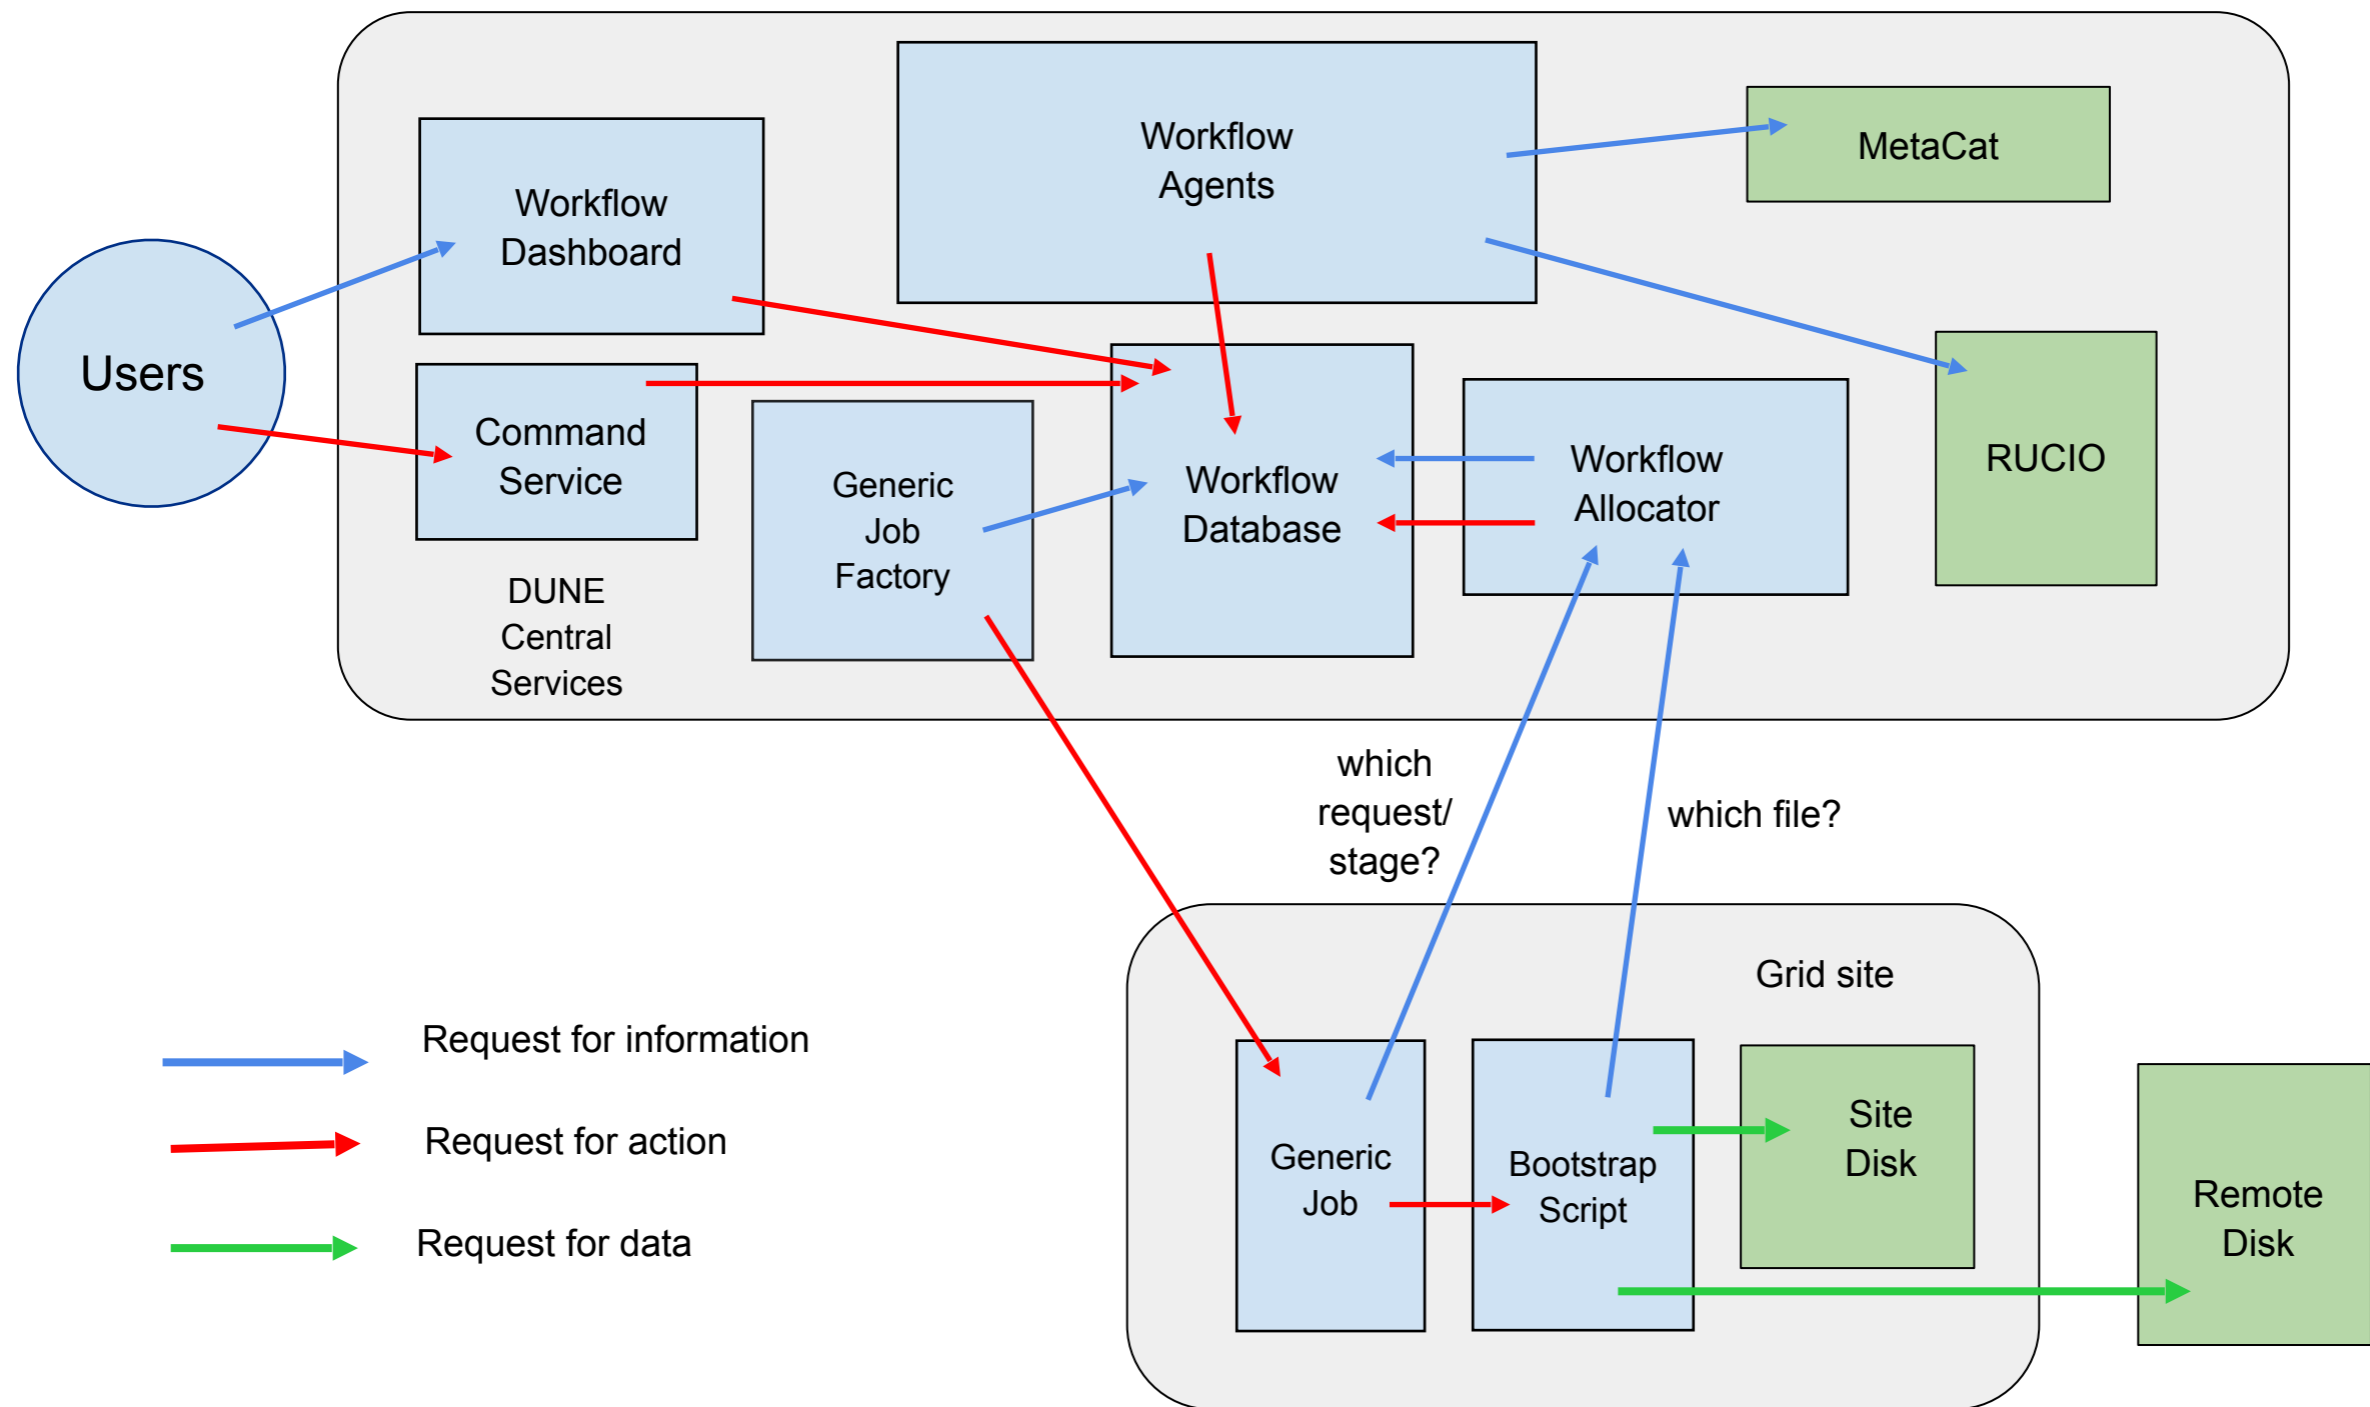 Workflow
Agents
MetaCat
Workflow
Dashboard
Users
Command
Service
Generic
Job
Factory
Workflow
Database
Workflow
Allocator
RUCIO
DUNE
Central
Services
which
request/
stage?
which file?
Grid site
Request for information
Request for action
Request for data
Generic
Job
Bootstrap
Script
Site
Disk
Remote
Disk